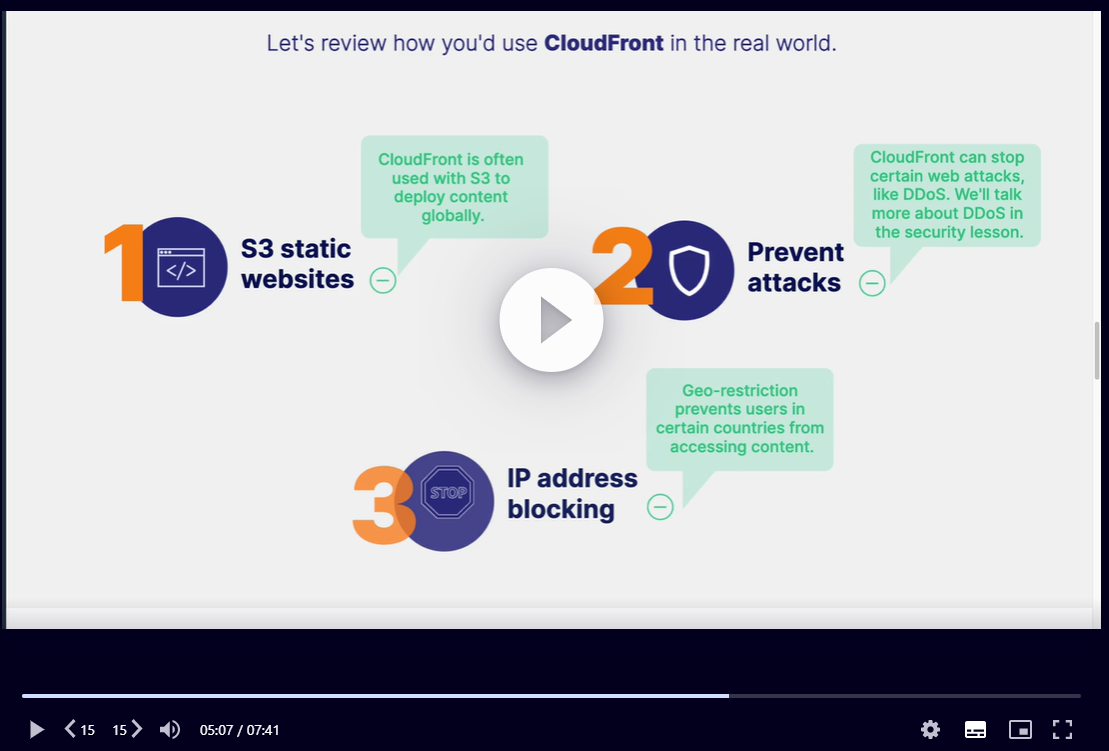 Let's review how you'd use CloudFront in the real world.
1
S3 static
websites
CloudFront is often
used with S3 to
deploy content
globally.
2
Prevent
attacks
CloudFront can stop
certain web attacks,
like DDoS. We'll talk
more about DDoS in
the security lesson.
3
STOP
IP address
blocking
Geo-restriction
prevents users in
certain countries from
accessing content.
15 15 05:07 / 07:41